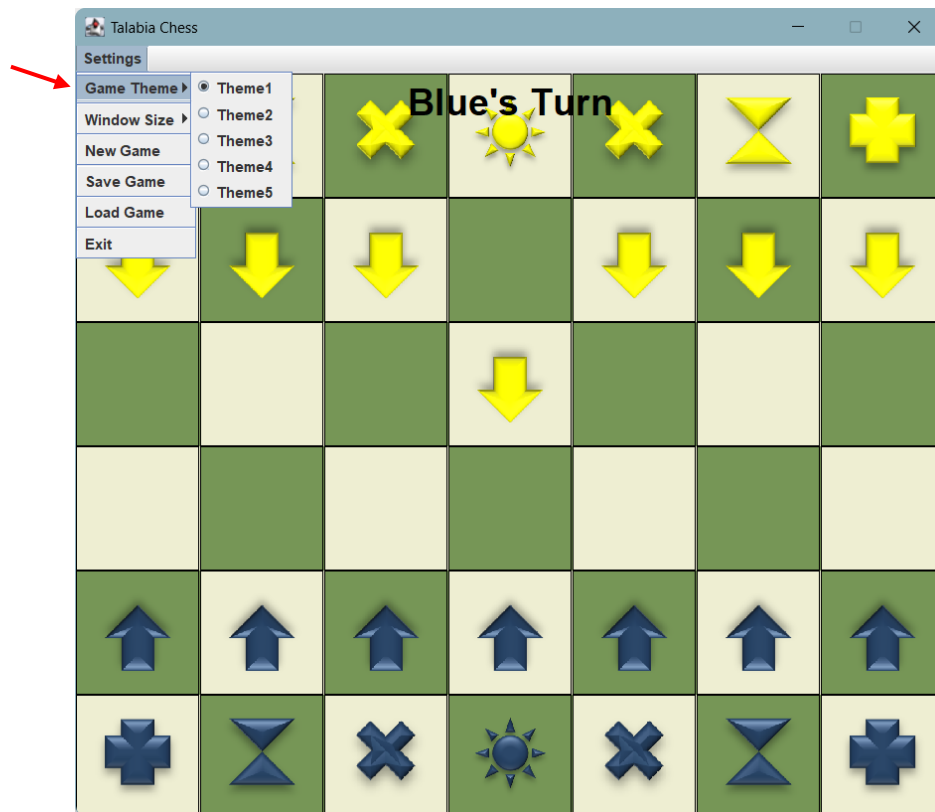 Talabia Chess
Settings
Game Theme
Theme1
Theme2
Theme3
Theme4
Theme5
Window Size
New Game
Save Game
Load Game
Exit
Blue's Turn